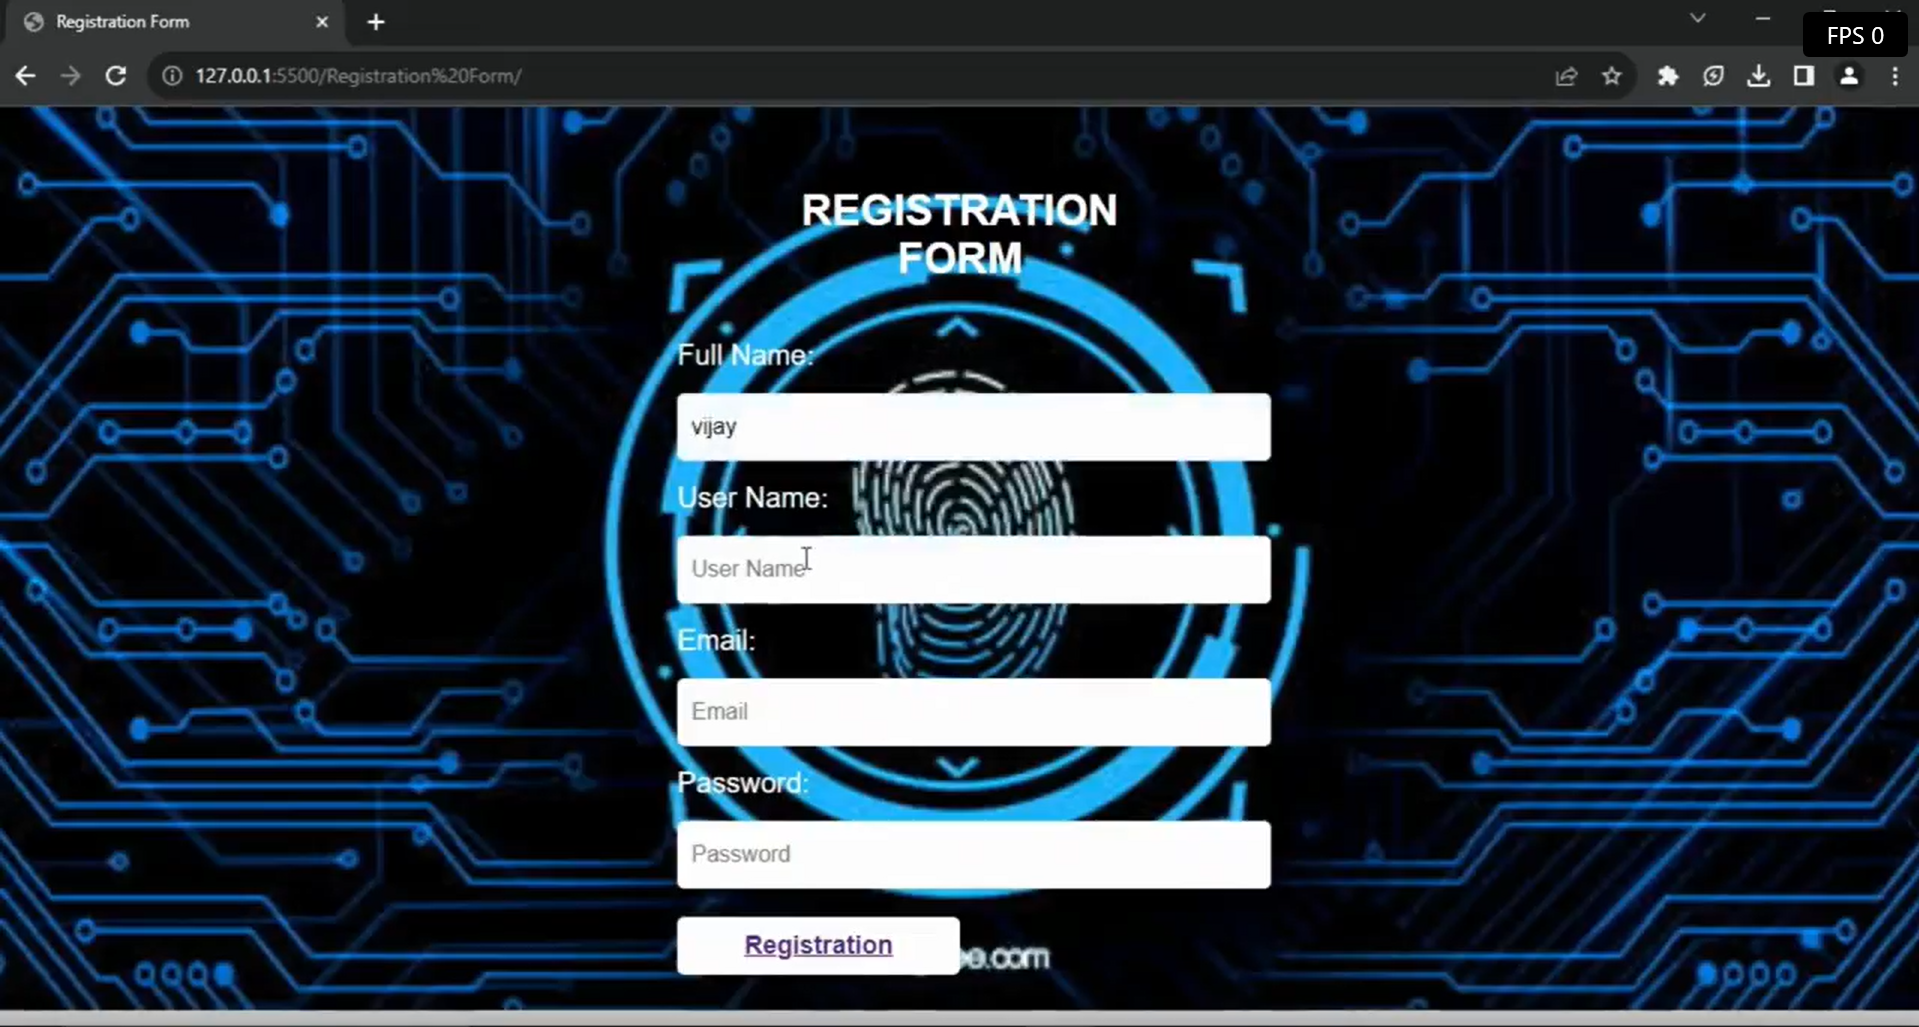 Registration Form
FPS 0
127.0.0.1:5500/Registration%20Form/
REGISTRATION
FORM
Full Name:
vijay
User Name:
User Name
Email:
Email
Password:
Password
Registration
.com